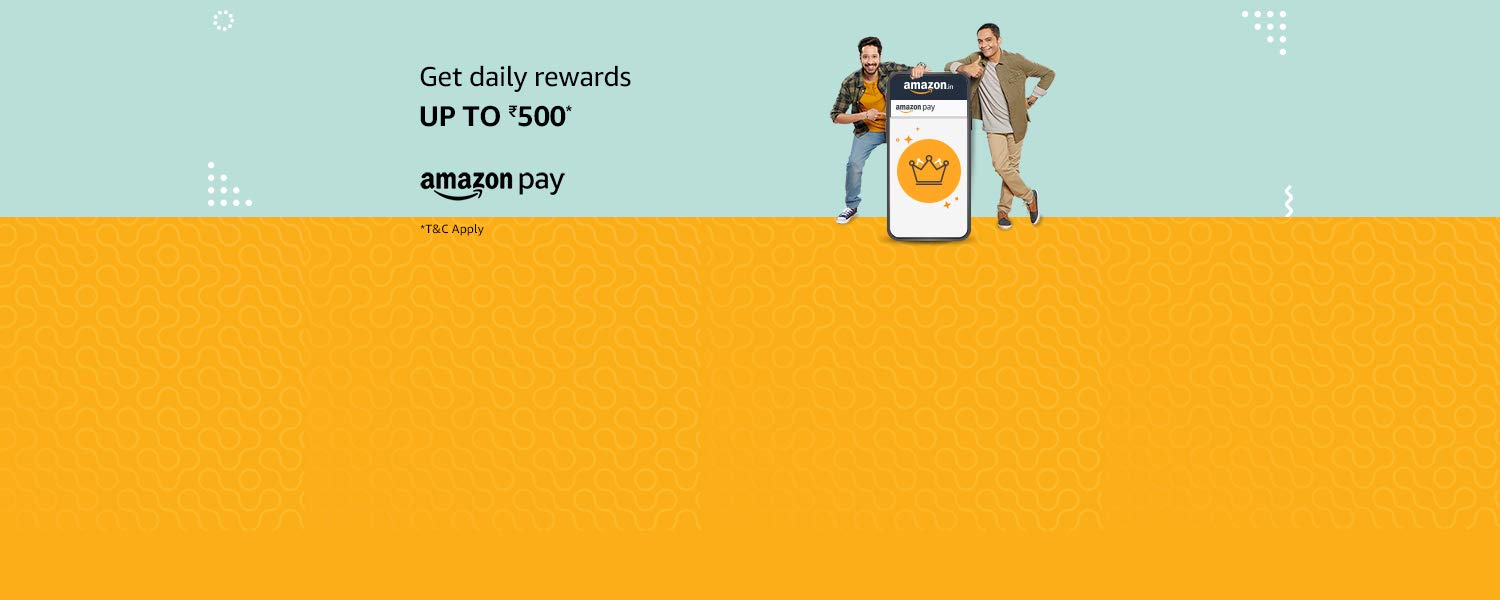 Get daily rewards
UP TO ₹500*
amazon pay
*T&C Apply
amazon.in
amazon pay